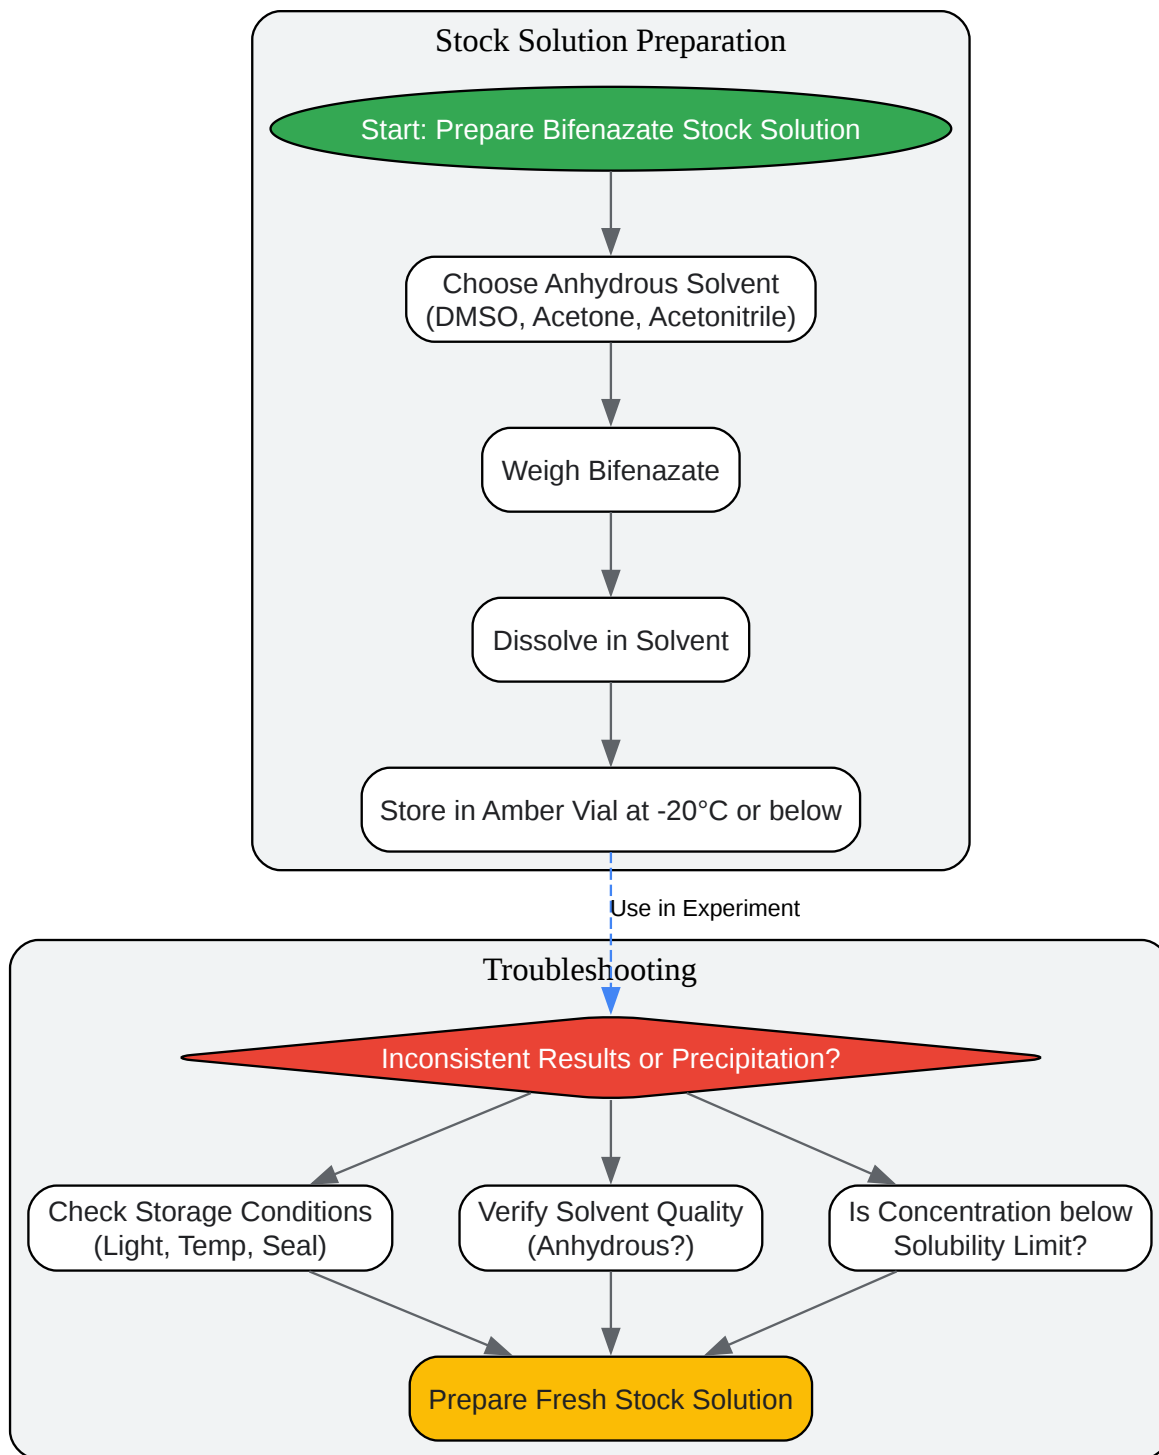 Stock Solution Preparation
Start: Prepare Bifenazate Stock Solution
Choose Anhydrous Solvent
(DMSO, Acetone, Acetonitrile)
Weigh Bifenazate
Dissolve in Solvent
Store in Amber Vial at -20°C or below
Use in Experiment
Troubleshooting
Inconsistent Results or Precipitation?
Check Storage Conditions
(Light, Temp, Seal)
Verify Solvent Quality
(Anhydrous?)
Is Concentration below
Solubility Limit?
Prepare Fresh Stock Solution